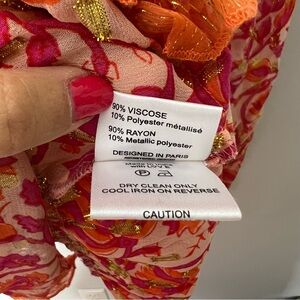 90% VISCOSE
10% Polyester métallisé
90% RAYON
10% Metallic polyester
DESIGNED IN PARIS
with
P
DRY CLEAN ONLY
COOL IRON ON REVERSE
CAUTION